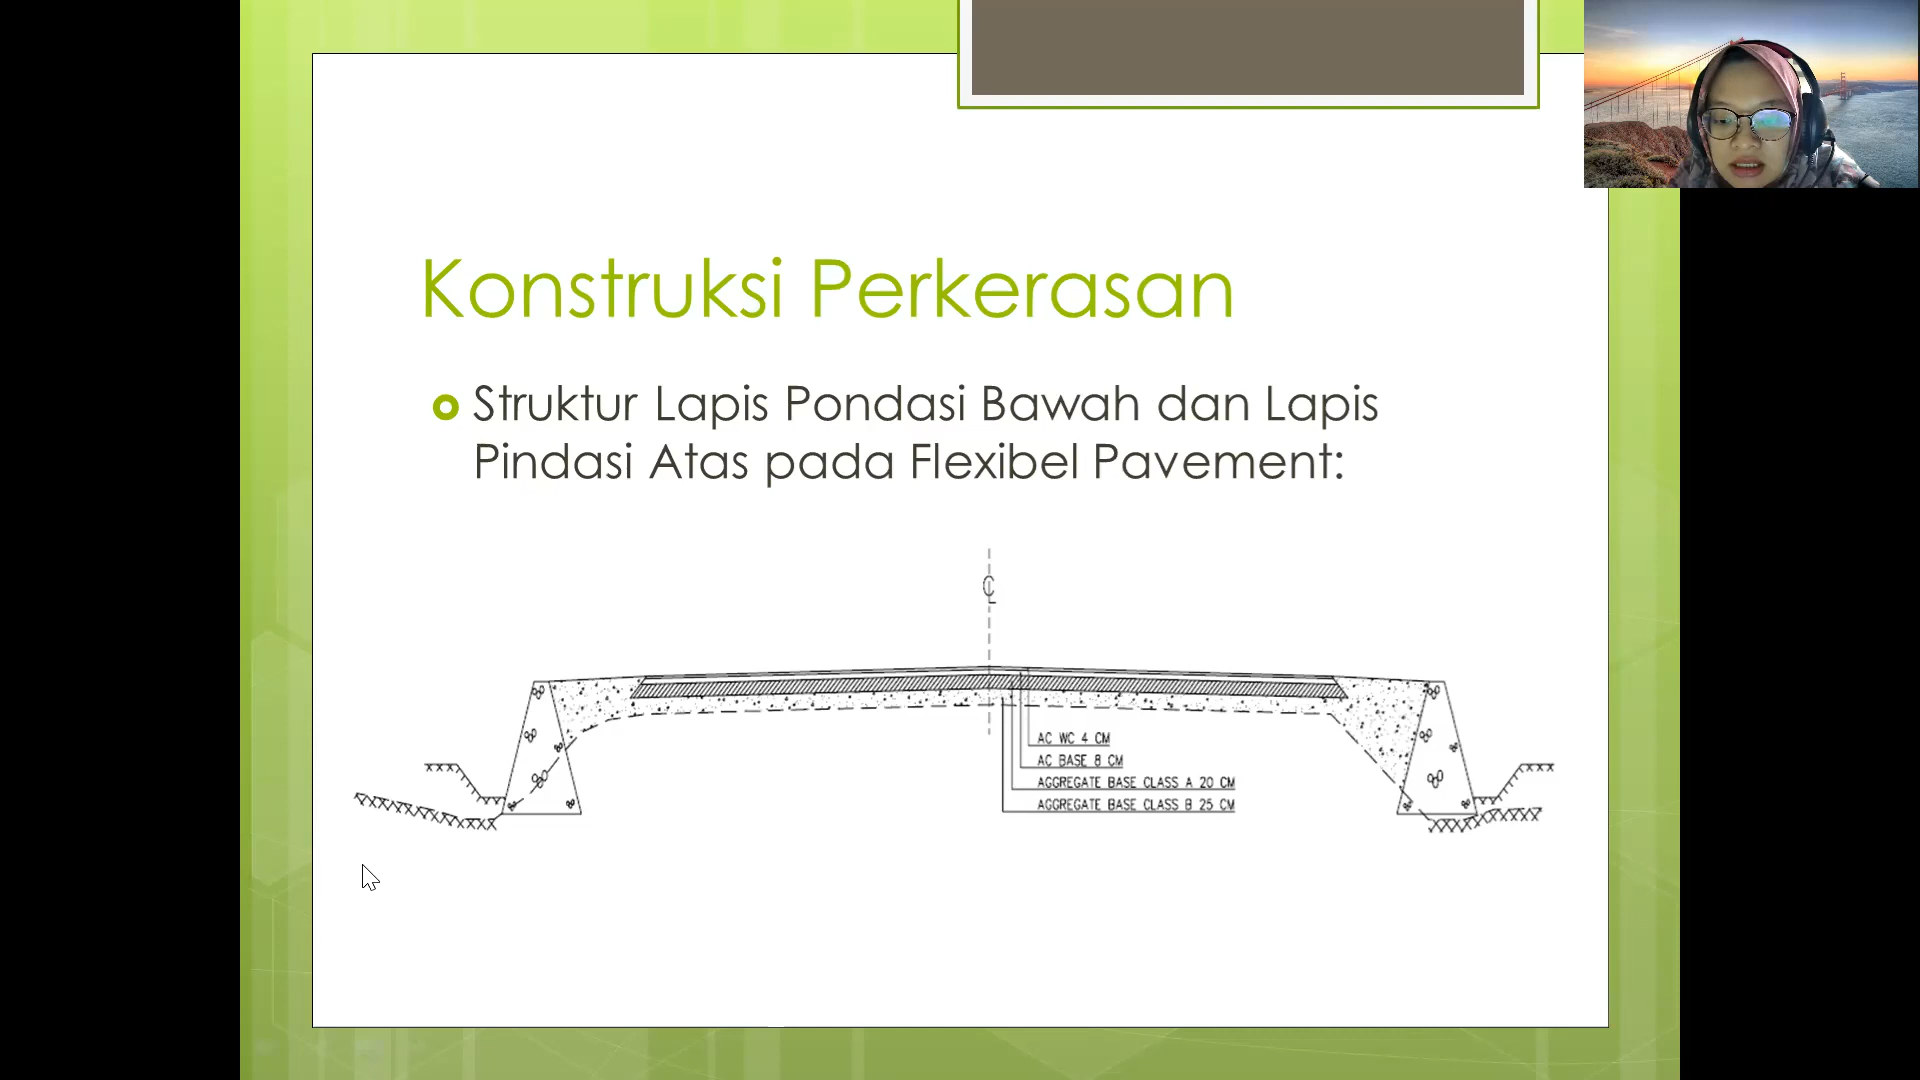 Konstruksi Perkerasan
Struktur Lapis Pondasi Bawah dan Lapis
Pindasi Atas pada Flexibel Pavement:
CL
AC WC 4 CM
AC BASE 8 CM
AGGREGATE BASE CLASS A 20 CM
AGGREGATE BASE CLASS B 25 CM